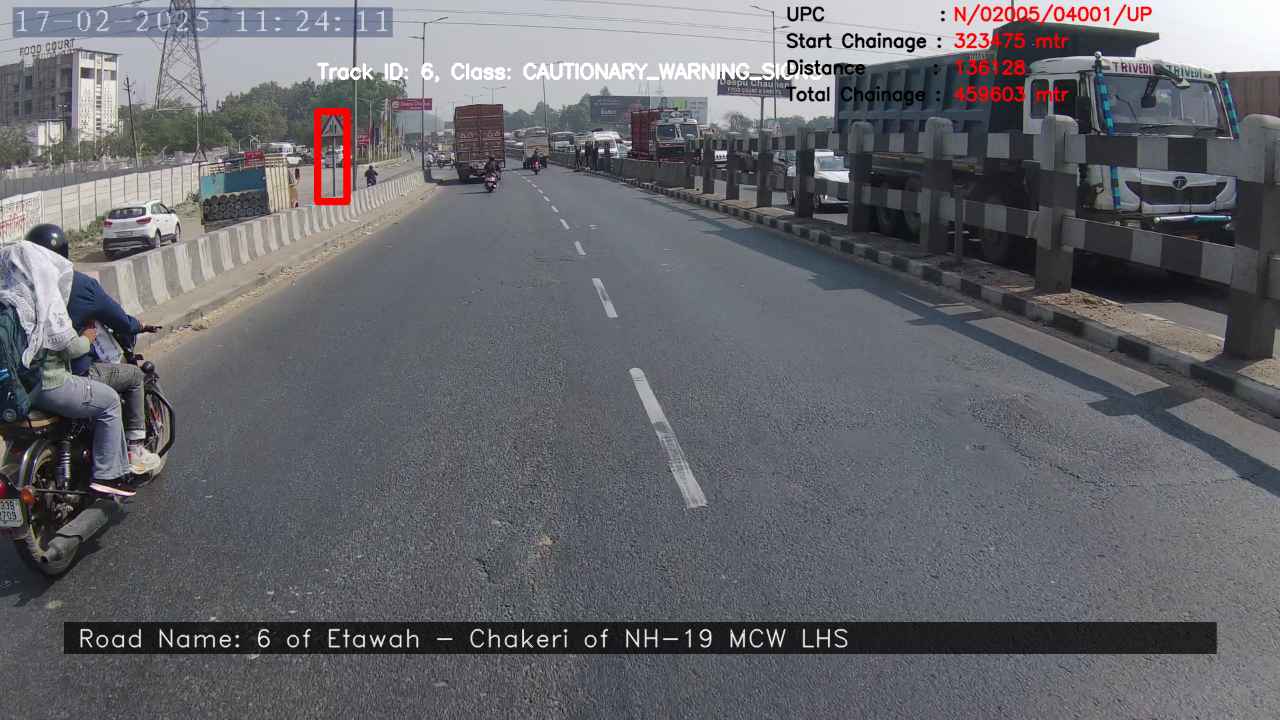 17-02-2025 11:24:11
UPC : N/02005/04001/UP
Start Chainage : 323475 mtr
Distance : 136128
Total Chainage : 459603 mtr
Track ID: 6, Class: CAUTIONARY_WARNING_SIGNS
FOOD COURT
TRIVEDI TRIVEDI
Road Name: 6 of Etawah - Chakeri of NH-19 MCW LHS